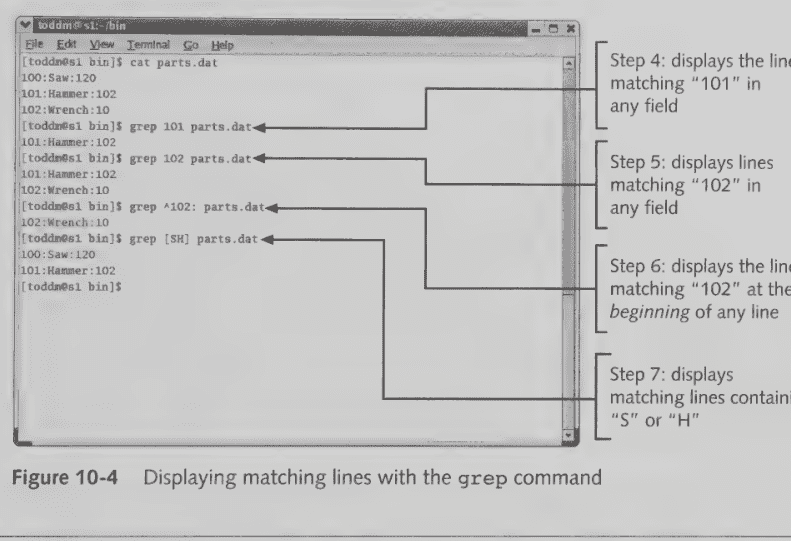 toddm@s1:~/bin
File Edit View Terminal Go Help
[toddm@s1 bin]$ cat parts.dat
100:Saw:120
101:Hammer:102
102:Wrench:10
[toddm@s1 bin]$ grep 101 parts.dat
101:Hammer:102
[toddm@s1 bin]$ grep 102 parts.dat
101:Hammer:102
102:Wrench:10
[toddm@s1 bin]$ grep ^102: parts.dat
102:Wrench:10
[toddm@s1 bin]$ grep [SH] parts.dat
100:Saw:120
101:Hammer:102
[toddm@s1 bin]$
Step 4: displays the line
matching "101" in
any field
Step 5: displays lines
matching "102" in
any field
Step 6: displays the line
matching "102" at the
beginning of any line
Step 7: displays
matching lines containi
"S" or "H"
Figure 10-4 Displaying matching lines with the grep command